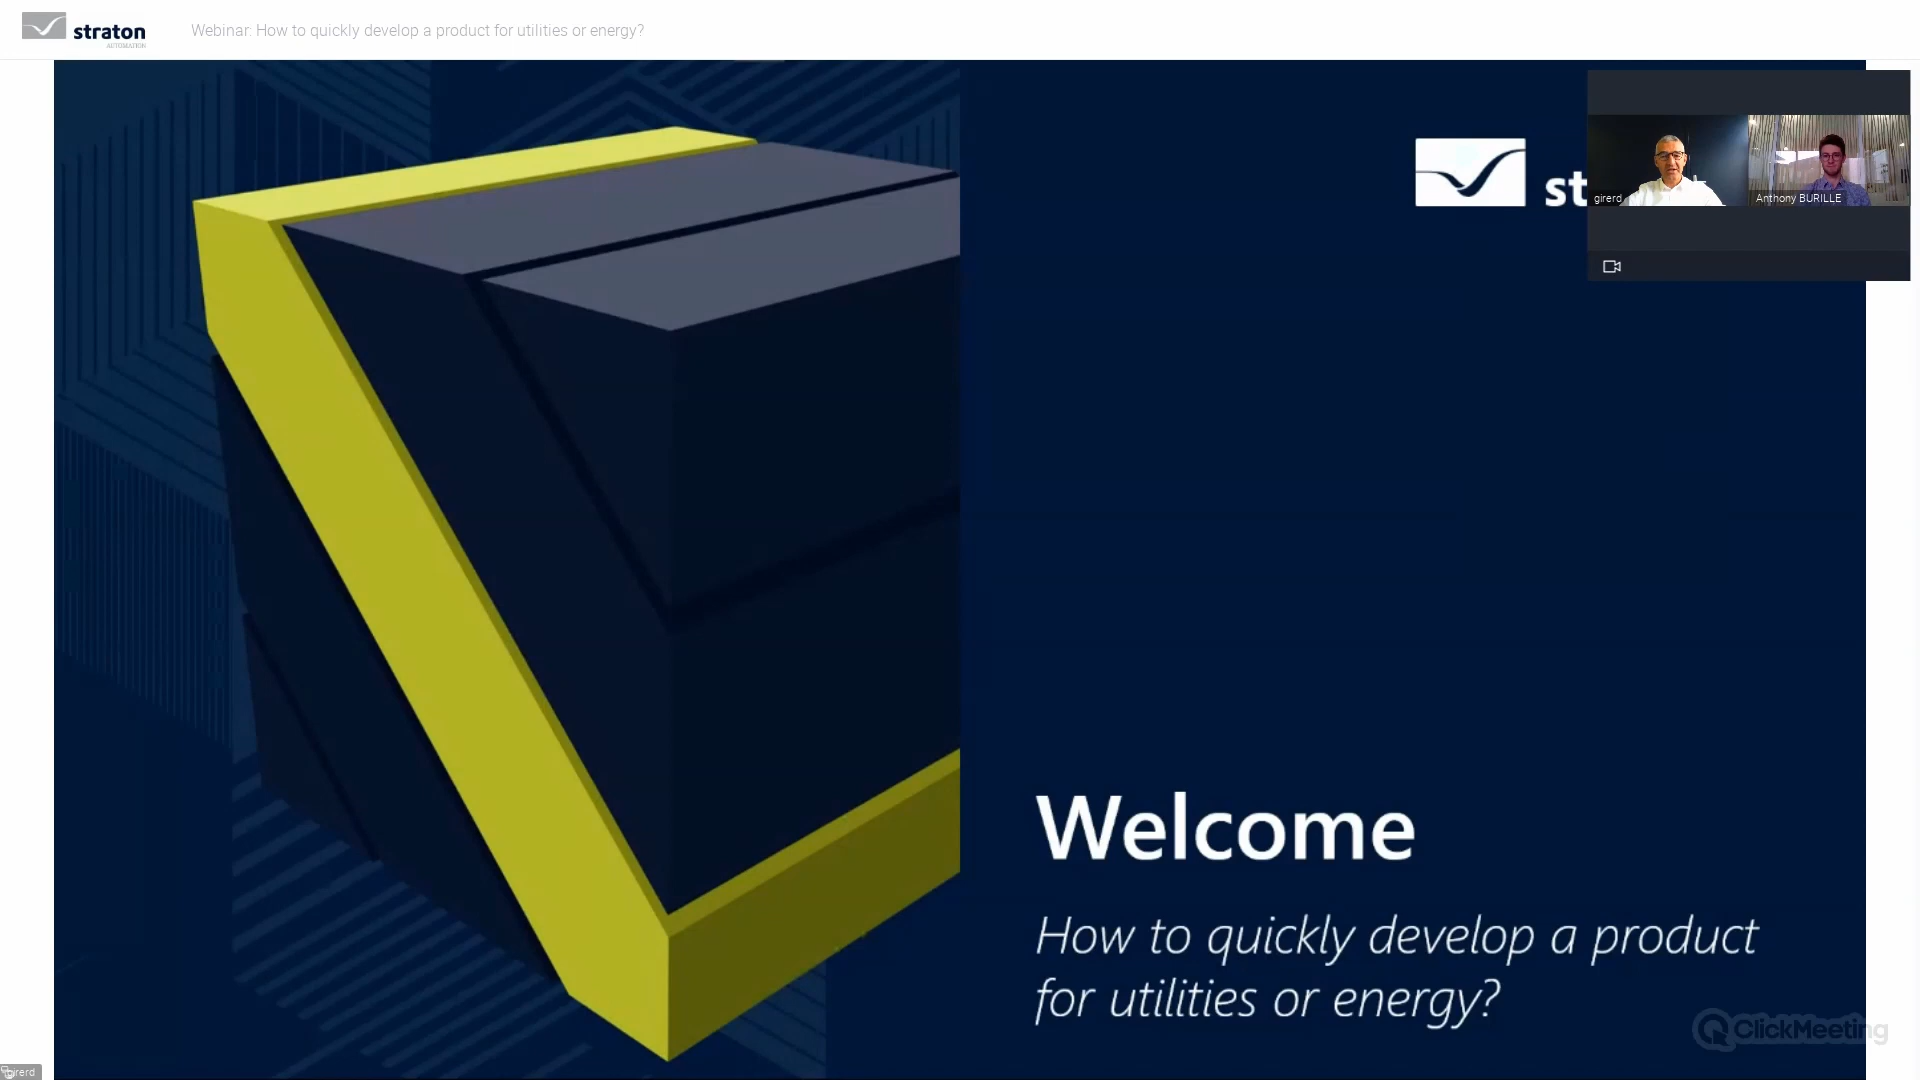 straton
AUTOMATION
Webinar: How to quickly develop a product for utilities or energy?
st
girerd
Anthony BURILLE
Welcome
How to quickly develop a product
for utilities or energy?
ClickMeeting
girerd